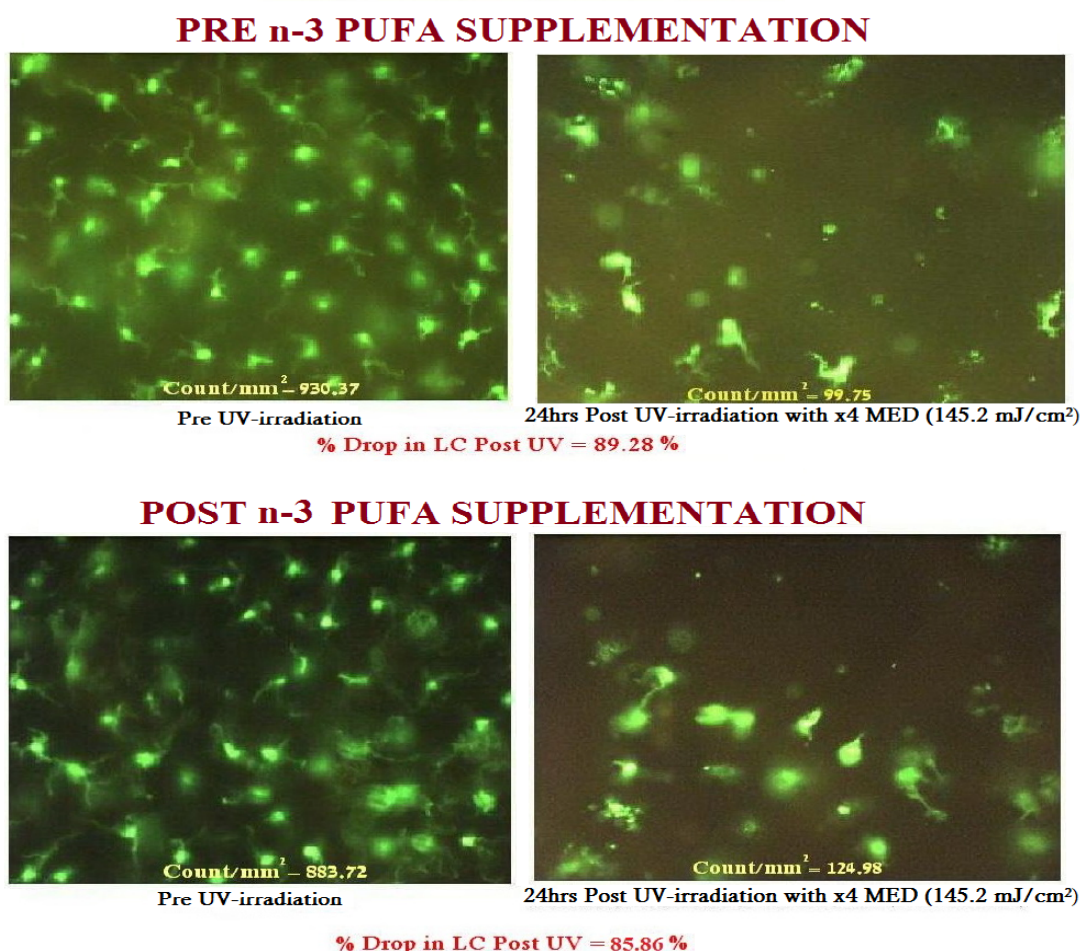 PRE n-3 PUFA SUPPLEMENTATION
Count/mm²=930.37
Count/mm²= 99.75
Pre UV-irradiation
24hrs Post UV-irradiation with x4 MED (145.2 mJ/cm²)
% Drop in LC Post UV = 89.28 %
POST n-3 PUFA SUPPLEMENTATION
Count/mm²= 883.72
Count/mm²= 124.98
Pre UV-irradiation
24hrs Post UV-irradiation with x4 MED (145.2 mJ/cm²)
% Drop in LC Post UV = 85.86 %